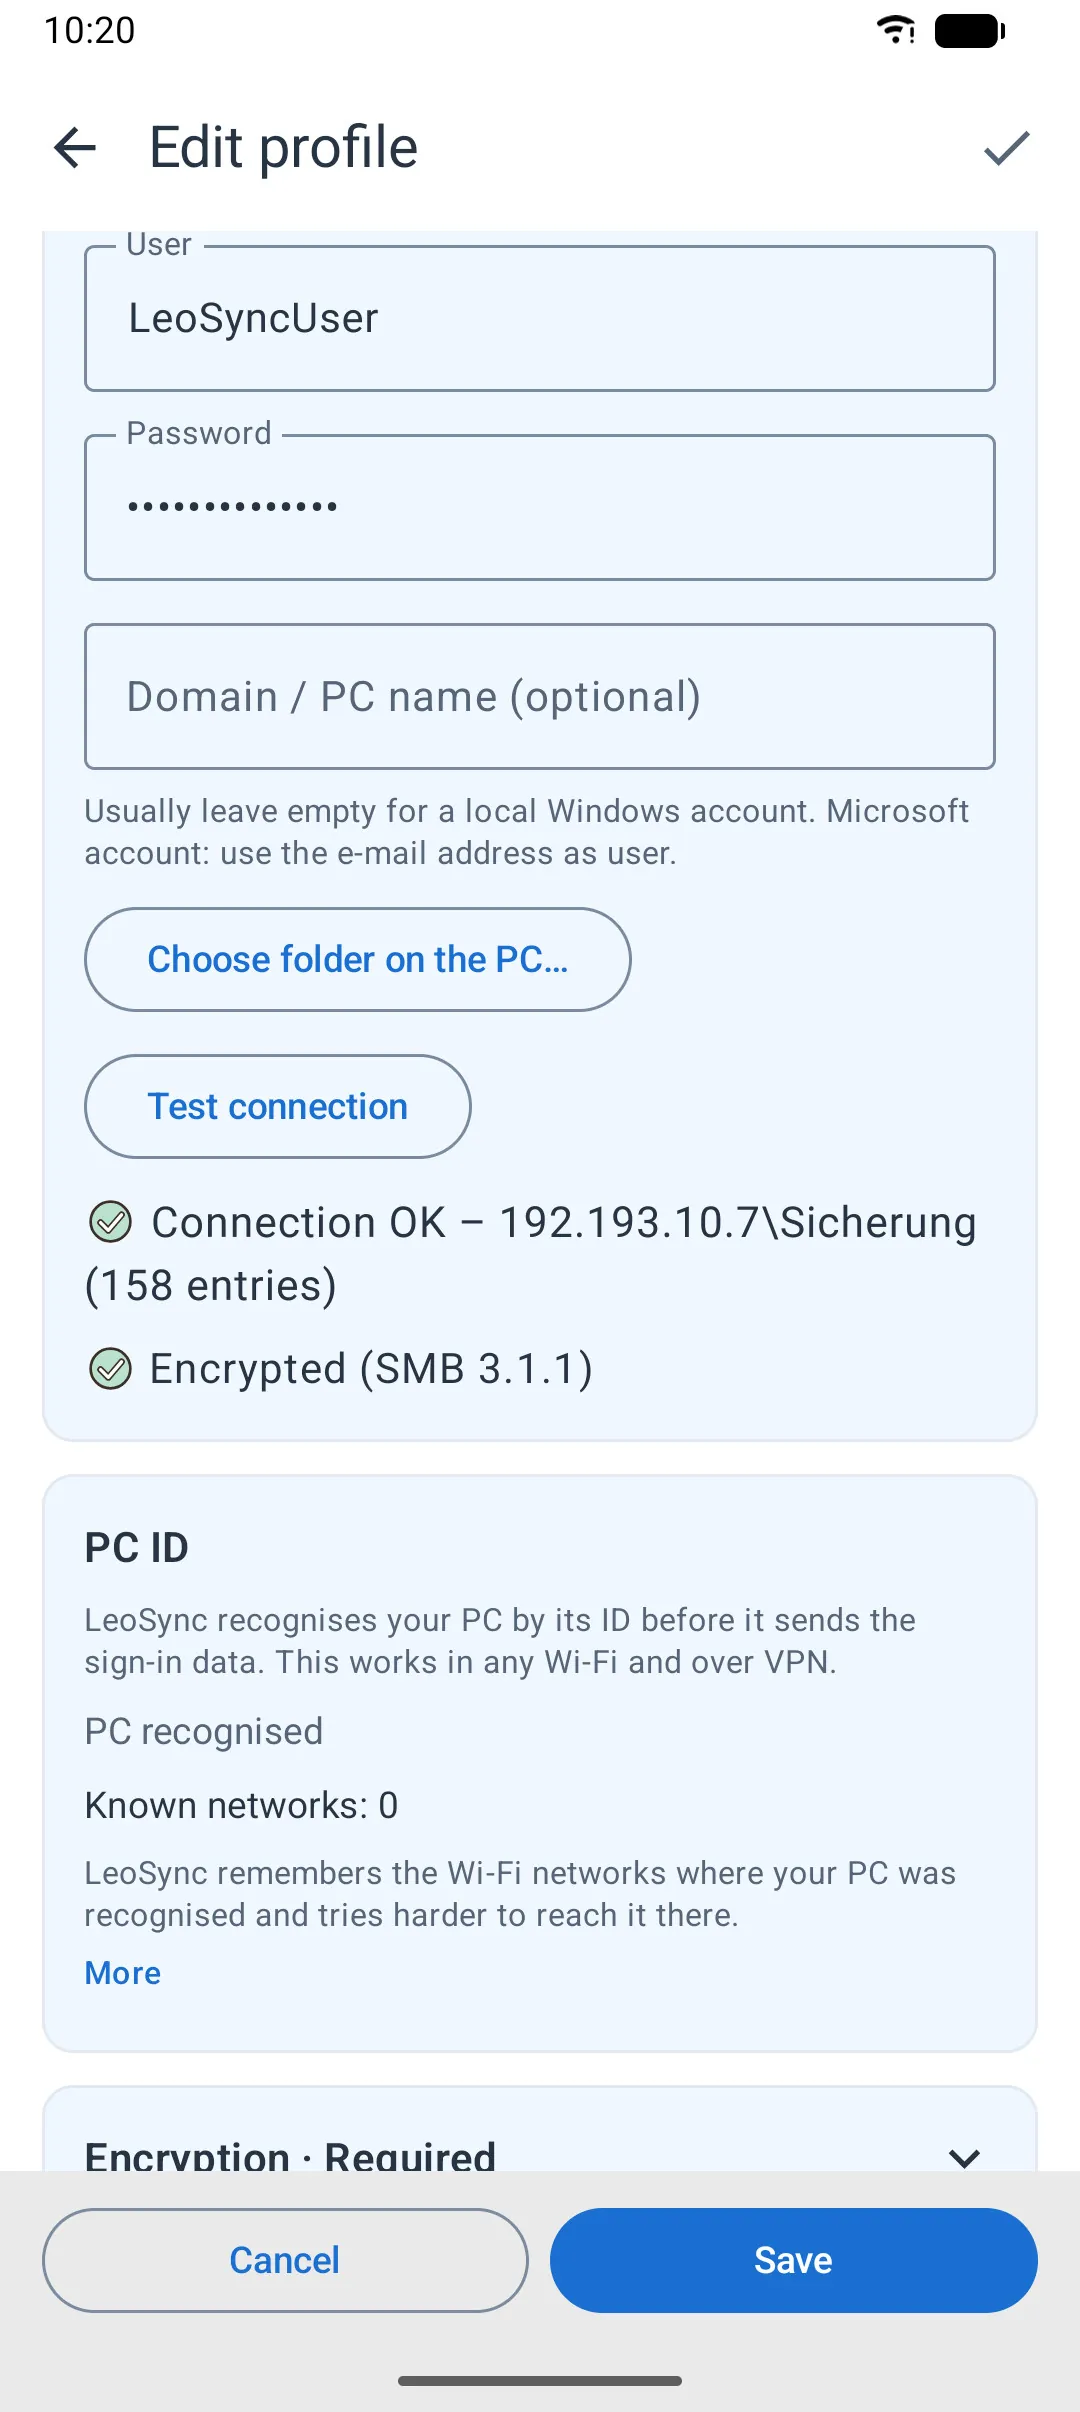 10:20
Edit profile
User
LeoSyncUser
Password
••••••••••••••
Domain / PC name (optional)
Usually leave empty for a local Windows account. Microsoft
account: use the e-mail address as user.
Choose folder on the PC...
Test connection
Connection OK – 192.193.10.7\Sicherung
(158 entries)
Encrypted (SMB 3.1.1)
PC ID
LeoSync recognises your PC by its ID before it sends the
sign-in data. This works in any Wi-Fi and over VPN.
PC recognised
Known networks: 0
LeoSync remembers the Wi-Fi networks where your PC was
recognised and tries harder to reach it there.
More
Encryption · Required
Cancel
Save